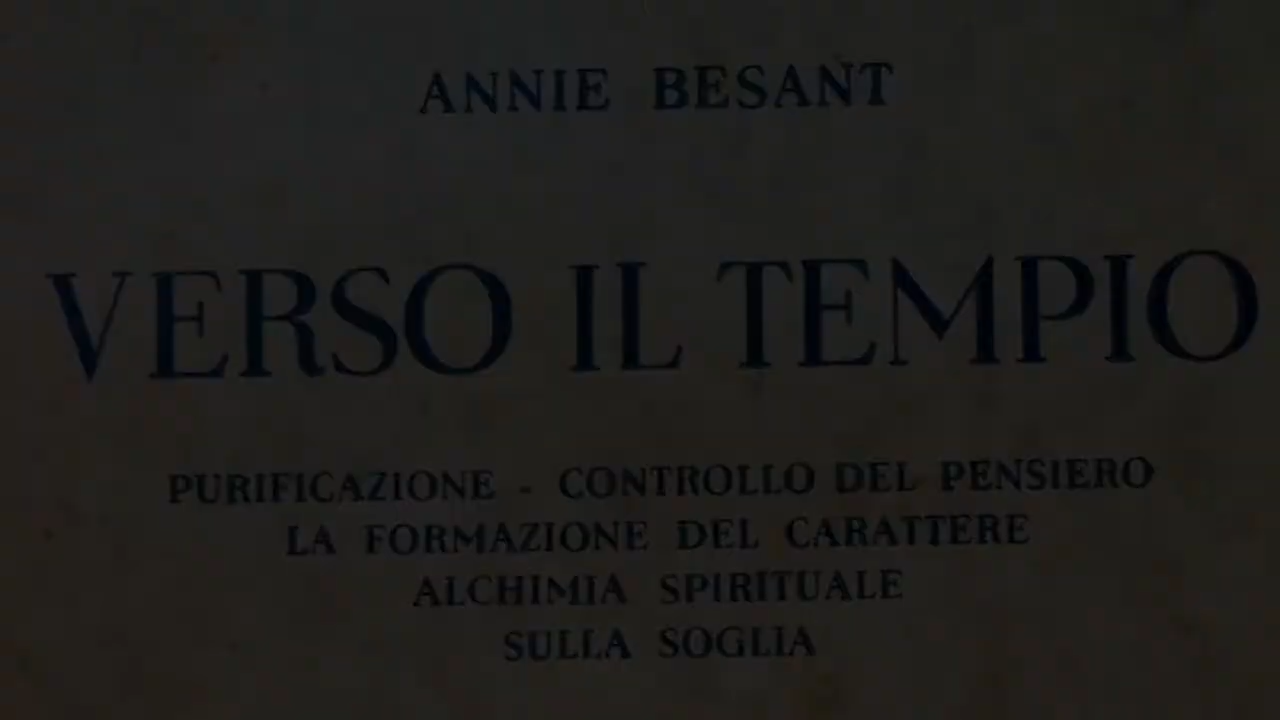 ANNIE BESANT
VERSO IL TEMPIO
PURIFICAZIONE - CONTROLLO DEL PENSIERO
LA FORMAZIONE DEL CARATTERE
ALCHIMIA SPIRITUALE
SULLA SOGLIA